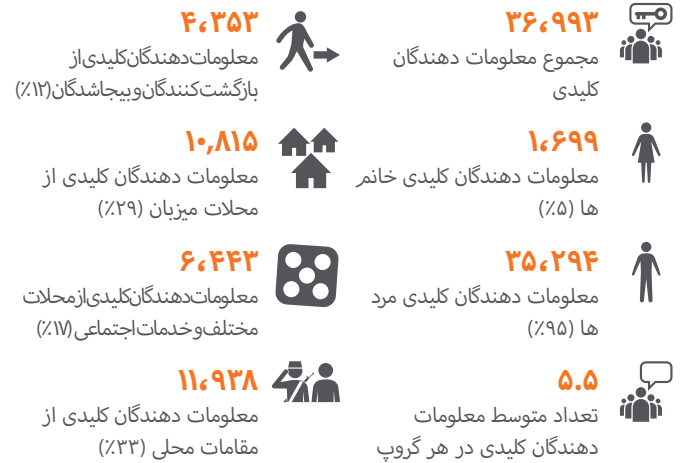 ۳۶،۹۹۳
مجموع معلومات دهندگان
کلیدی
۱،۶۹۹
معلومات دهندگان کلیدی خانم
ها (۵٪)
۳۵،۲۹۴
معلومات دهندگان کلیدی مرد
ها (۹۵٪)
۵.۵
تعداد متوسط معلومات
دهندگان کلیدی در هر گروپ
۴،۳۵۳
معلومات‌دهندگان‌کلیدی‌از
بازگشت‌کنندگان‌و‌بیجاشدگان(۱۲٪)
۱۰,۸۱۵
معلومات دهندگان کلیدی از
محلات میزبان (۲۹٪)
۶،۴۴۳
معلومات‌دهندگان‌کلیدی‌از‌محلات
مختلف‌و‌خدمات‌اجتماعی(۱۷٪)
۱۱،۹۳۸
معلومات دهندگان کلیدی از
مقامات محلی (۳۳٪)